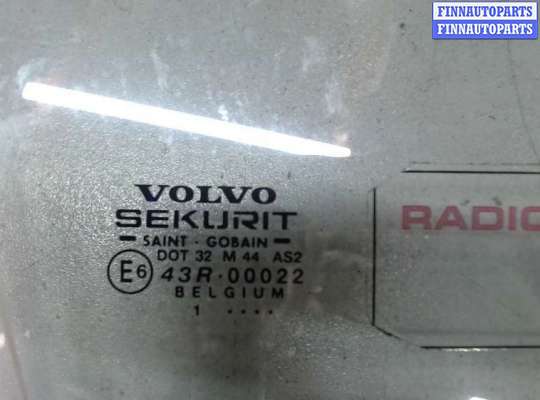 FINNAUTOPARTS
FINNAUTOPARTS
VOLVO
SEKURIT
SAINT - GOBAIN
DOT 32 M 44 AS2
E6 43R-00022
BELGIUM
1 ....
RADIO